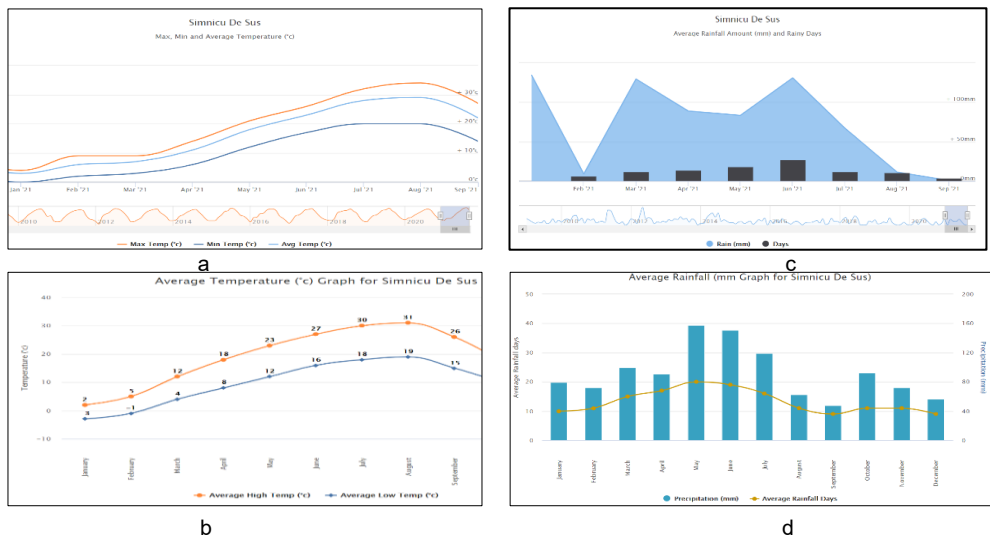 Simnicu De Sus
Max, Min and Average Temperature (°c)
30°c
20°c
10°c
0°c
Jan '21 Feb '21 Mar '21 Apr '21 May '21 Jun '21 Jul '21 Aug '21 Sep '21
2010 2012 2014 2016 2018 2020
Max Temp (°c) Min Temp (°c) Avg Temp (°c)
a
Simnicu De Sus
Average Rainfall Amount (mm) and Rainy Days
100mm
50mm
0mm
Feb '21 Mar '21 Apr '21 May '21 Jun '21 Jul '21 Aug '21 Sep '21
2010 2012 2014
Rain (mm) Days
c
Average Temperature (°c) Graph for Simnicu De Sus
Temperature (°c)
40
30
20
10
0
−10
2 5 12 18 23 27 30 31 26
3 −1 4 8 12 16 18 19 15
January February March April May June July August September
Average High Temp (°c) Average Low Temp (°c)
b
Average Rainfall (mm Graph for Simnicu De Sus)
Average Rainfall days
50
40
30
20
10
0
Precipitation (mm)
200
160
120
80
40
0
January February March April May June July August September October November December
Precipitation (mm) Average Rainfall Days
d